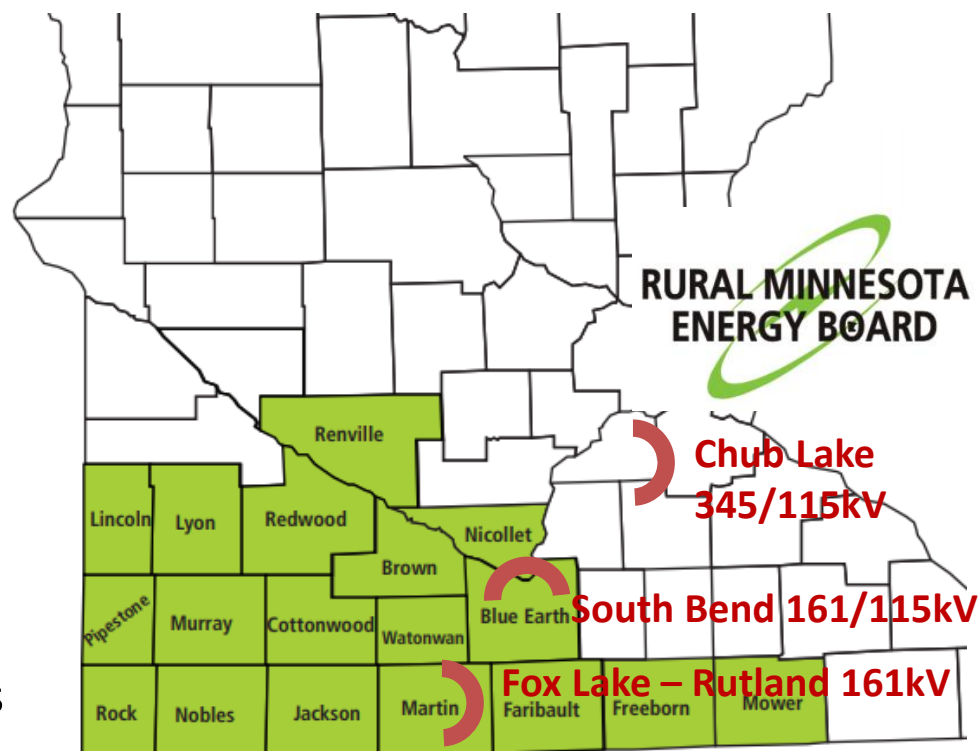 RURAL MINNESOTA
ENERGY BOARD
Renville
Chub Lake
345/115kV
Lincoln
Lyon
Redwood
Nicollet
Brown
Pipestone
Murray
Cottonwood
Watonwan
Blue Earth
South Bend 161/115kV
Fox Lake – Rutland 161kV
s
Rock
Nobles
Jackson
Martin
Faribault
Freeborn
Mower